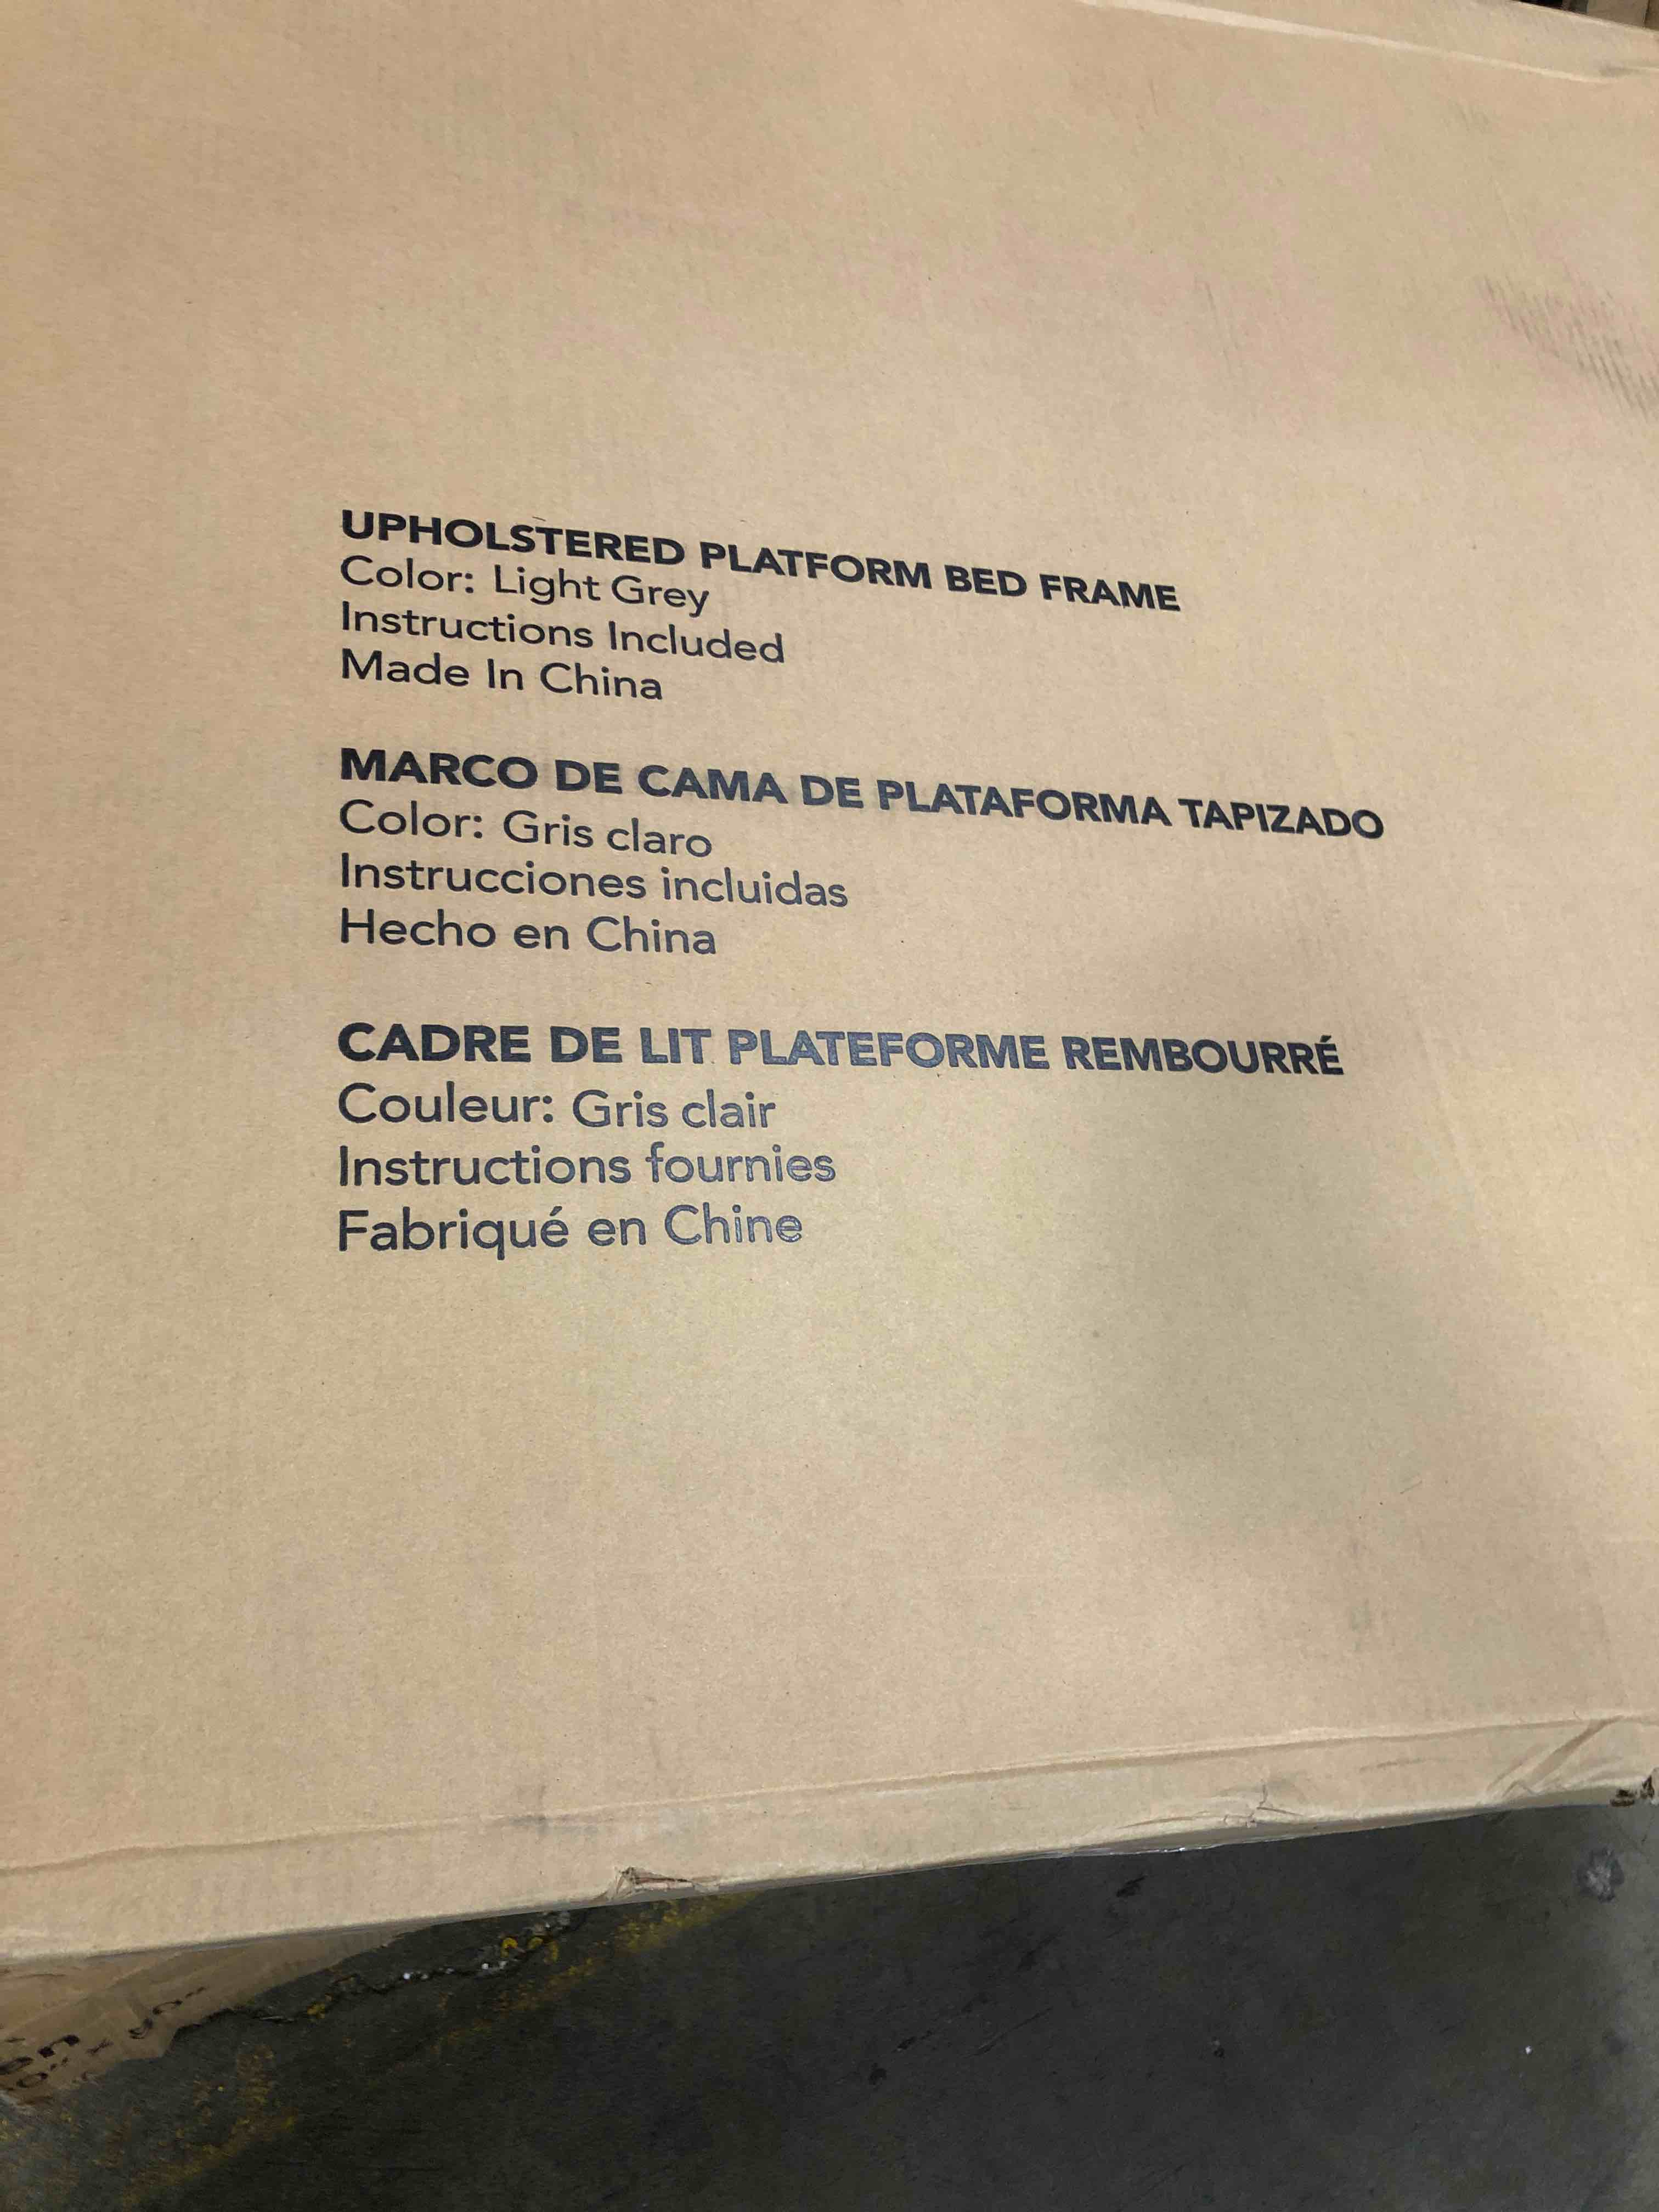 UPHOLSTERED PLATFORM BED FRAME
Color: Light Grey
Instructions Included
Made In China
MARCO DE CAMA DE PLATAFORMA TAPIZADO
Color: Gris claro
Instrucciones incluidas
Hecho en China
CADRE DE LIT PLATEFORME REMBOURRÉ
Couleur: Gris clair
Instructions fournies
Fabriqué en Chine